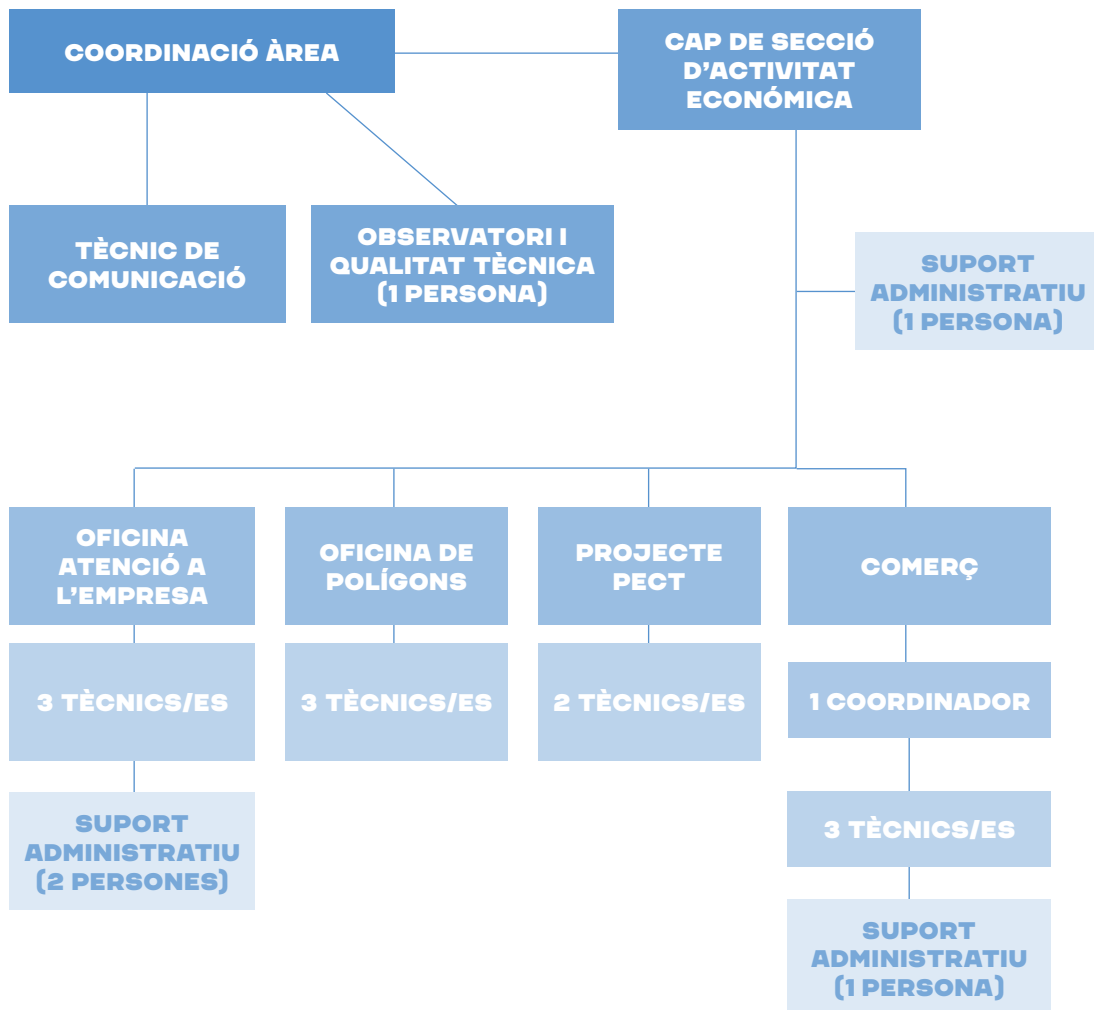 COORDINACIÓ ÀREA
CAP DE SECCIÓ
D'ACTIVITAT
ECONÓMICA
TÈCNIC DE
COMUNICACIÓ
OBSERVATORI I
QUALITAT TÈCNICA
(1 PERSONA)
SUPORT
ADMINISTRATIU
(1 PERSONA)
OFICINA
ATENCIÓ A
L'EMPRESA
OFICINA DE
POLÍGONS
PROJECTE
PECT
COMERÇ
3 TÈCNICS/ES
3 TÈCNICS/ES
2 TÈCNICS/ES
1 COORDINADOR
SUPORT
ADMINISTRATIU
(2 PERSONES)
3 TÈCNICS/ES
SUPORT
ADMINISTRATIU
(1 PERSONA)